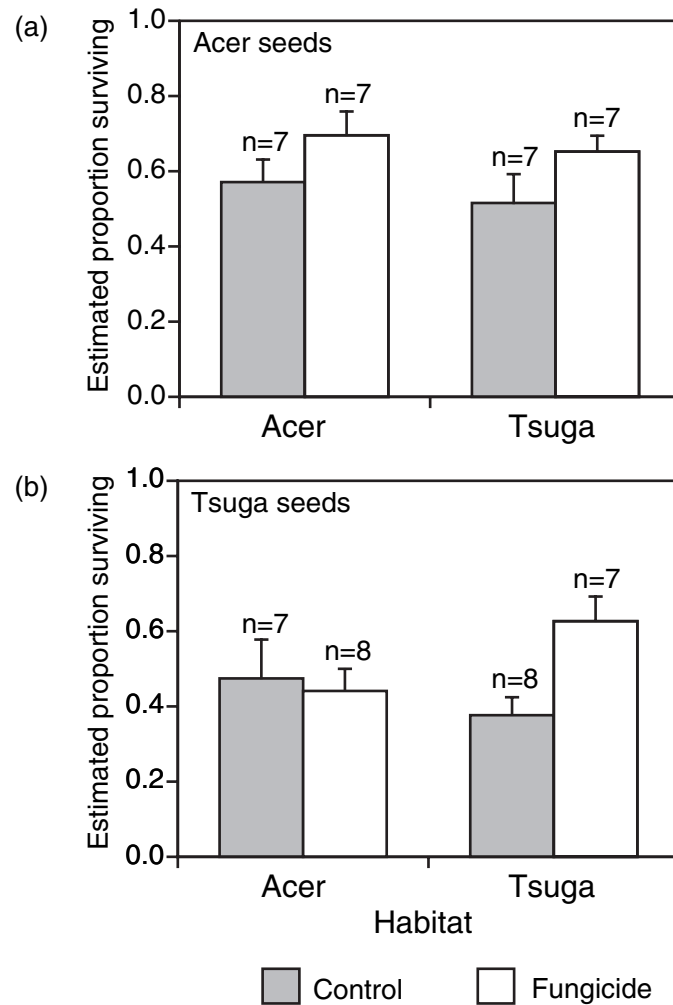 (a)
Estimated proportion surviving
1.0
0.8
0.6
0.4
0.2
0.0
Acer seeds
n=7
n=7
n=7
n=7
Acer
Tsuga
(b)
Estimated proportion surviving
1.0
0.8
0.6
0.4
0.2
0.0
Tsuga seeds
n=7
n=8
n=8
n=7
Acer
Tsuga
Habitat
Control
Fungicide